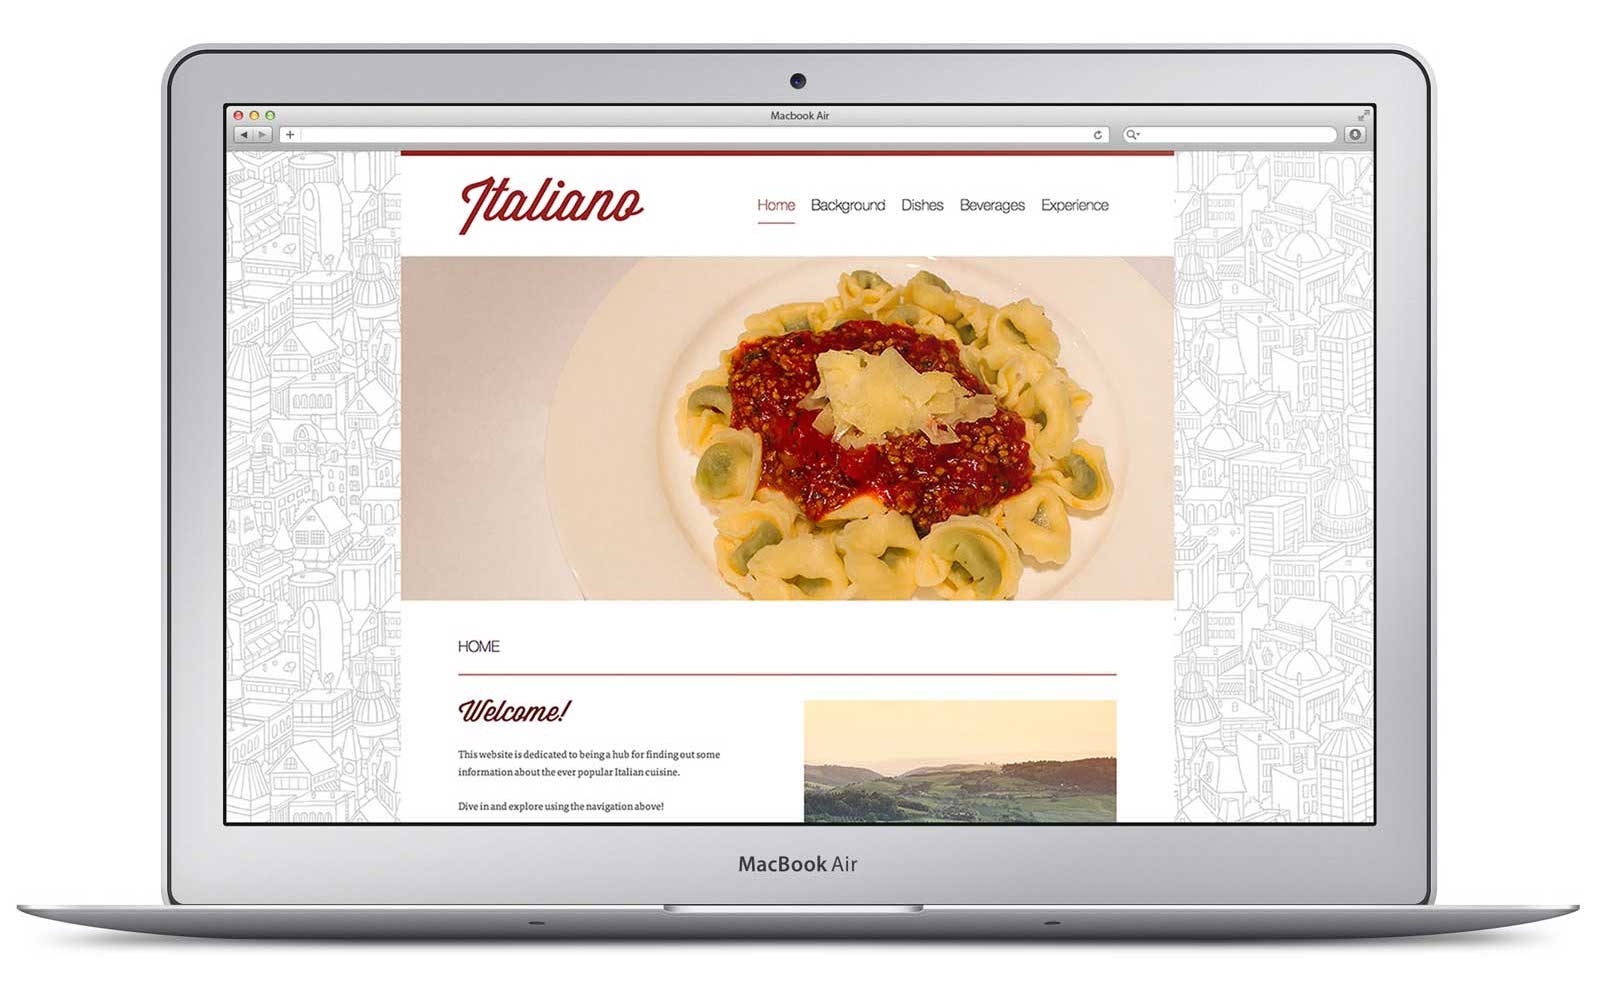 Macbook Air
Italiano
Home Background Dishes Beverages Experience
HOME
Welcome!
This website is dedicated to being a hub for finding out some
information about the ever popular Italian cuisine.
Dive in and explore using the navigation above!
MacBook Air